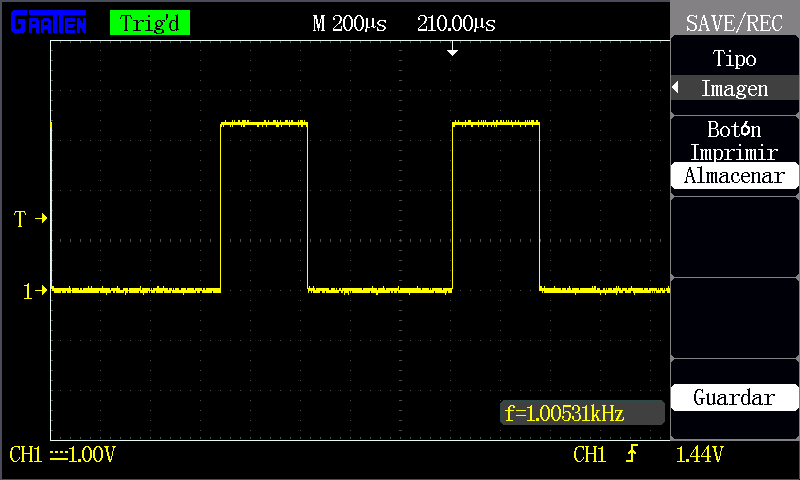 GRATTEN Trig'd M 200µs 210.00µs SAVE/REC
Tipo
Imagen
Botón
Imprimir
Almacenar
T
1
Guardar
f=1.00531kHz
CH1 1.00V CH1 1.44V